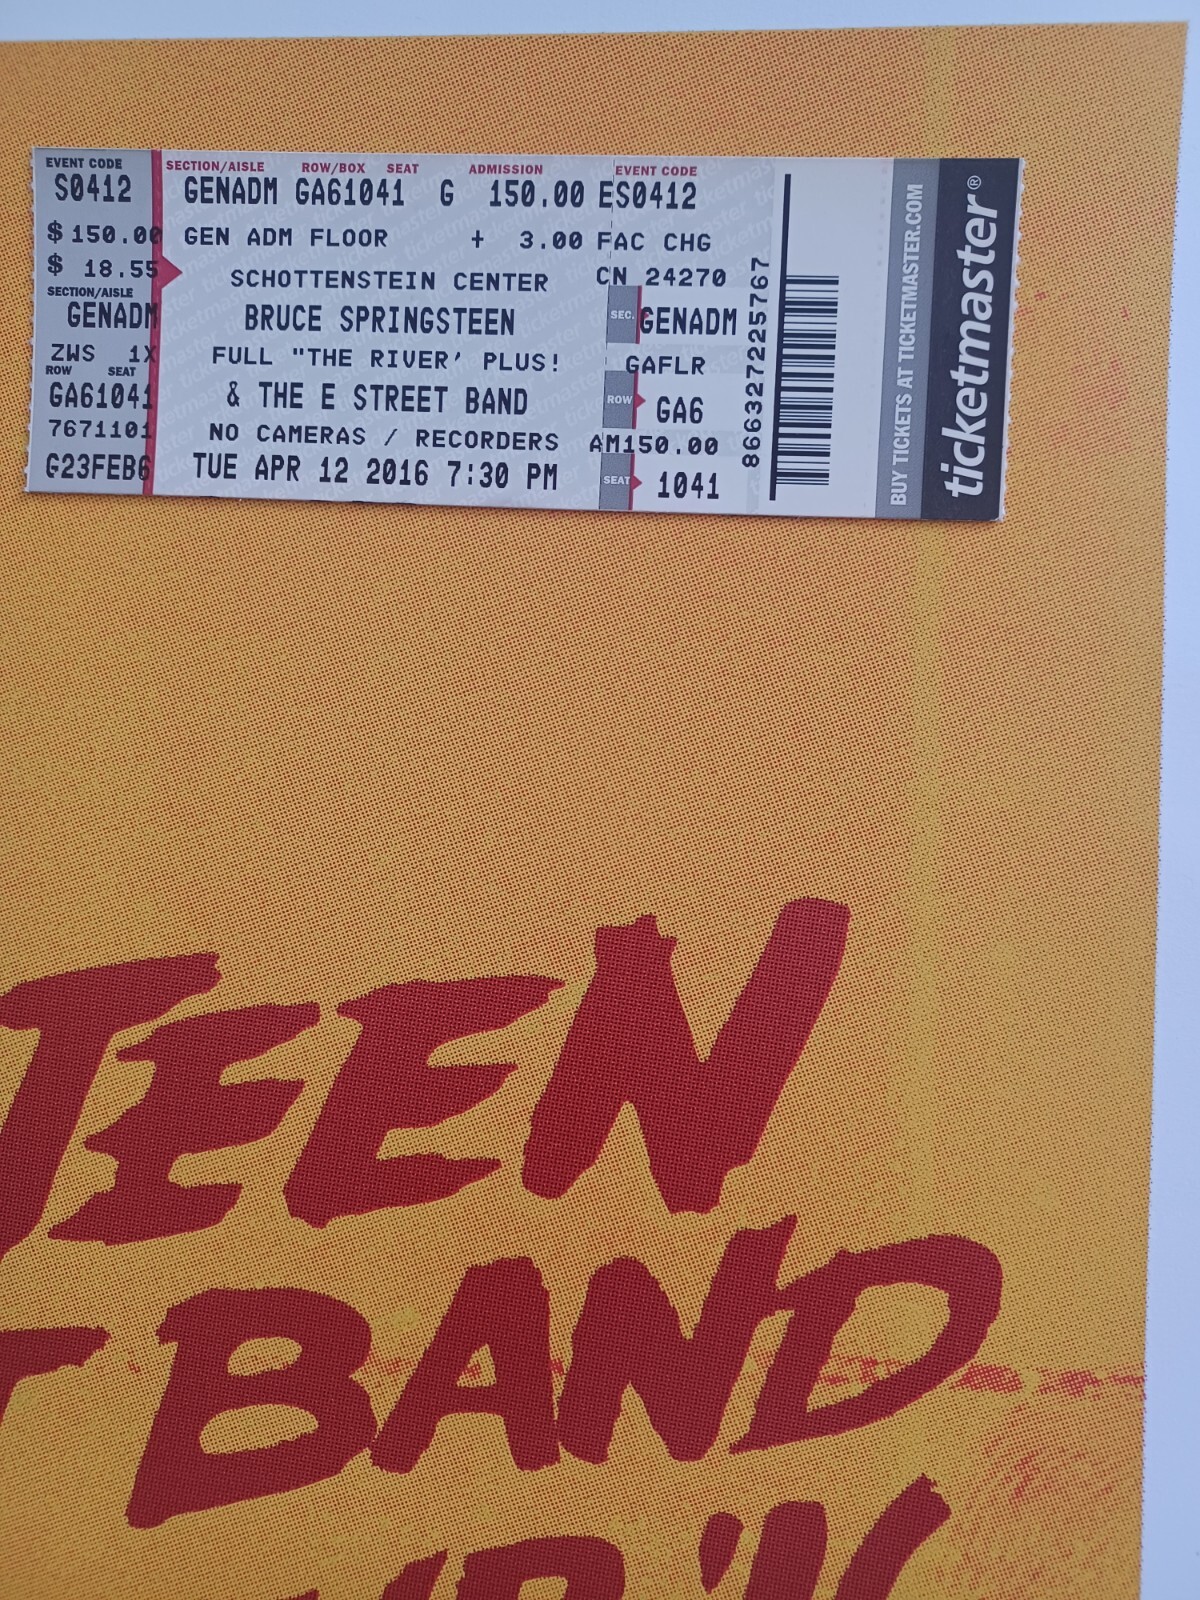 EVENT CODE
S0412
$ 150.00
$ 18.55
SECTION/AISLE
GENADM
ZWS 1X
ROW SEAT
GA61041
7671101
G23FEB6
SECTION/AISLE ROW/BOX SEAT ADMISSION EVENT CODE
GENADM GA61041 G 150.00 ES0412
GEN ADM FLOOR + 3.00 FAC CHG
SCHOTTENSTEIN CENTER
BRUCE SPRINGSTEEN
FULL "THE RIVER' PLUS!
& THE E STREET BAND
NO CAMERAS / RECORDERS
TUE APR 12 2016 7:30 PM
CN 24270
SEC. GENADM
GAFLR
ROW GA6
AM150.00
SEAT 1041
866327225767
BUY TICKETS AT TICKETMASTER.COM
ticketmaster®
TEEN
T BAND
'16